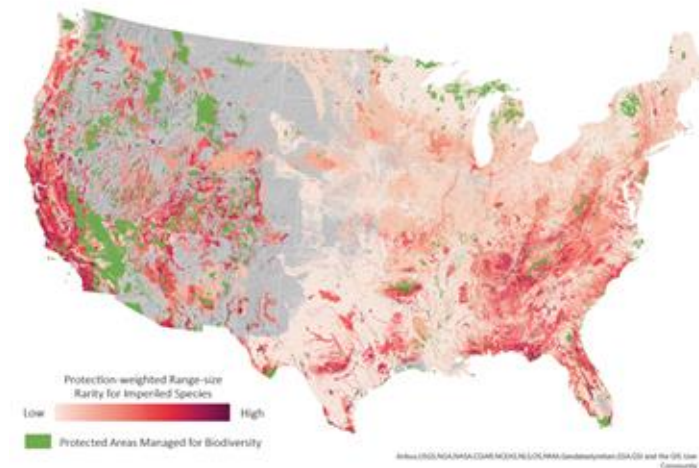 Protection-weighted Range-size
Rarity for Imperiled Species
Low High
Protected Areas Managed for Biodiversity